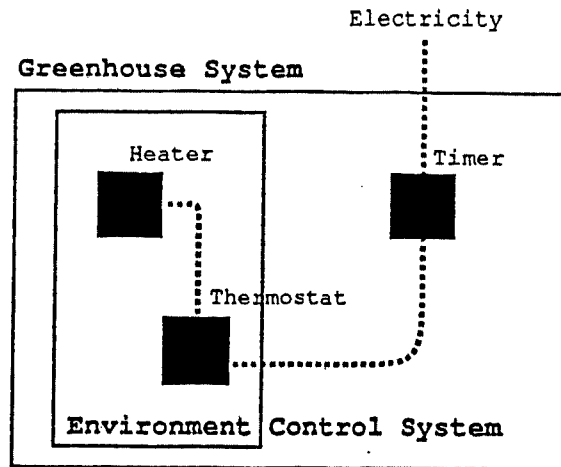 Electricity
Greenhouse System
Heater
Timer
Thermostat
Environment Control System